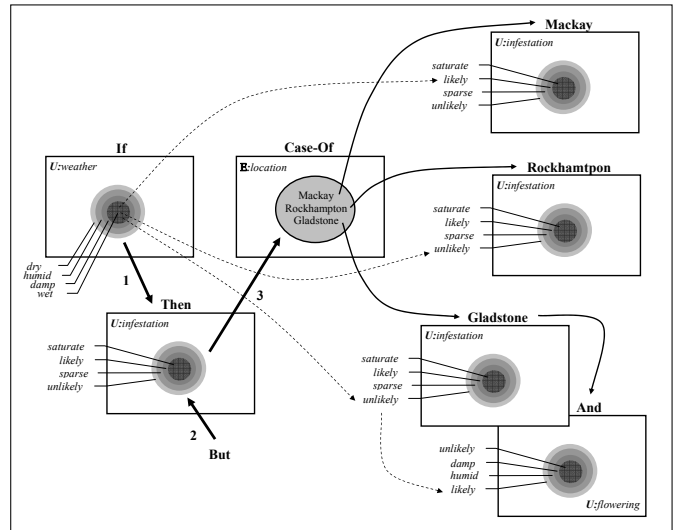 Mackay
U:infestation
saturate
likely
sparse
unlikely
If
U:weather
dry
humid
damp
wet
Case-Of
E:location
Mackay
Rockhampton
Gladstone
Rockhamtpon
U:infestation
saturate
likely
sparse
unlikely
1
3
Then
U:infestation
saturate
likely
sparse
unlikely
2
But
Gladstone
U:infestation
saturate
likely
sparse
unlikely
And
unlikely
damp
humid
likely
U:flowering